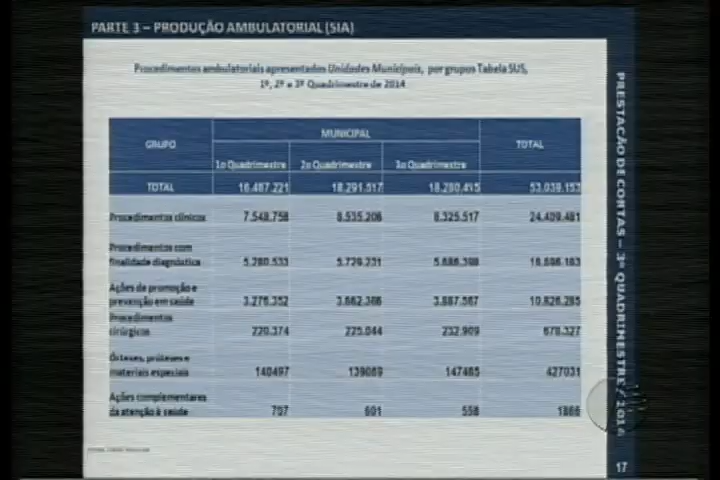 PARTE 3 – PRODUÇÃO AMBULATORIAL (SIA)
Procedimentos ambulatoriais apresentados Unidades Municipais, por grupos Tabela SUS,
1º, 2º e 3º Quadrimestre de 2014
GRUPO MUNICIPAL TOTAL
1o Quadrimestre 2o Quadrimestre 3o Quadrimestre
TOTAL 16.467.221 18.291.517 18.280.415 53.039.153
Procedimentos clínicos 7.548.758 8.535.206 8.325.517 24.409.481
Procedimentos com
finalidade diagnóstica 5.280.533 5.729.231 5.686.399 16.696.163
Ações de promoção e
prevenção em saúde 3.276.352 3.662.366 3.887.567 10.826.285
Procedimentos
cirúrgicos 220.374 225.044 232.909 678.327
Órteses, próteses e
materiais especiais 140497 139069 147465 427031
Ações complementares
da atenção à saúde 707 601 558 1866
PRESTAÇÃO DE CONTAS – 3º QUADRIMESTRE / 2014
17